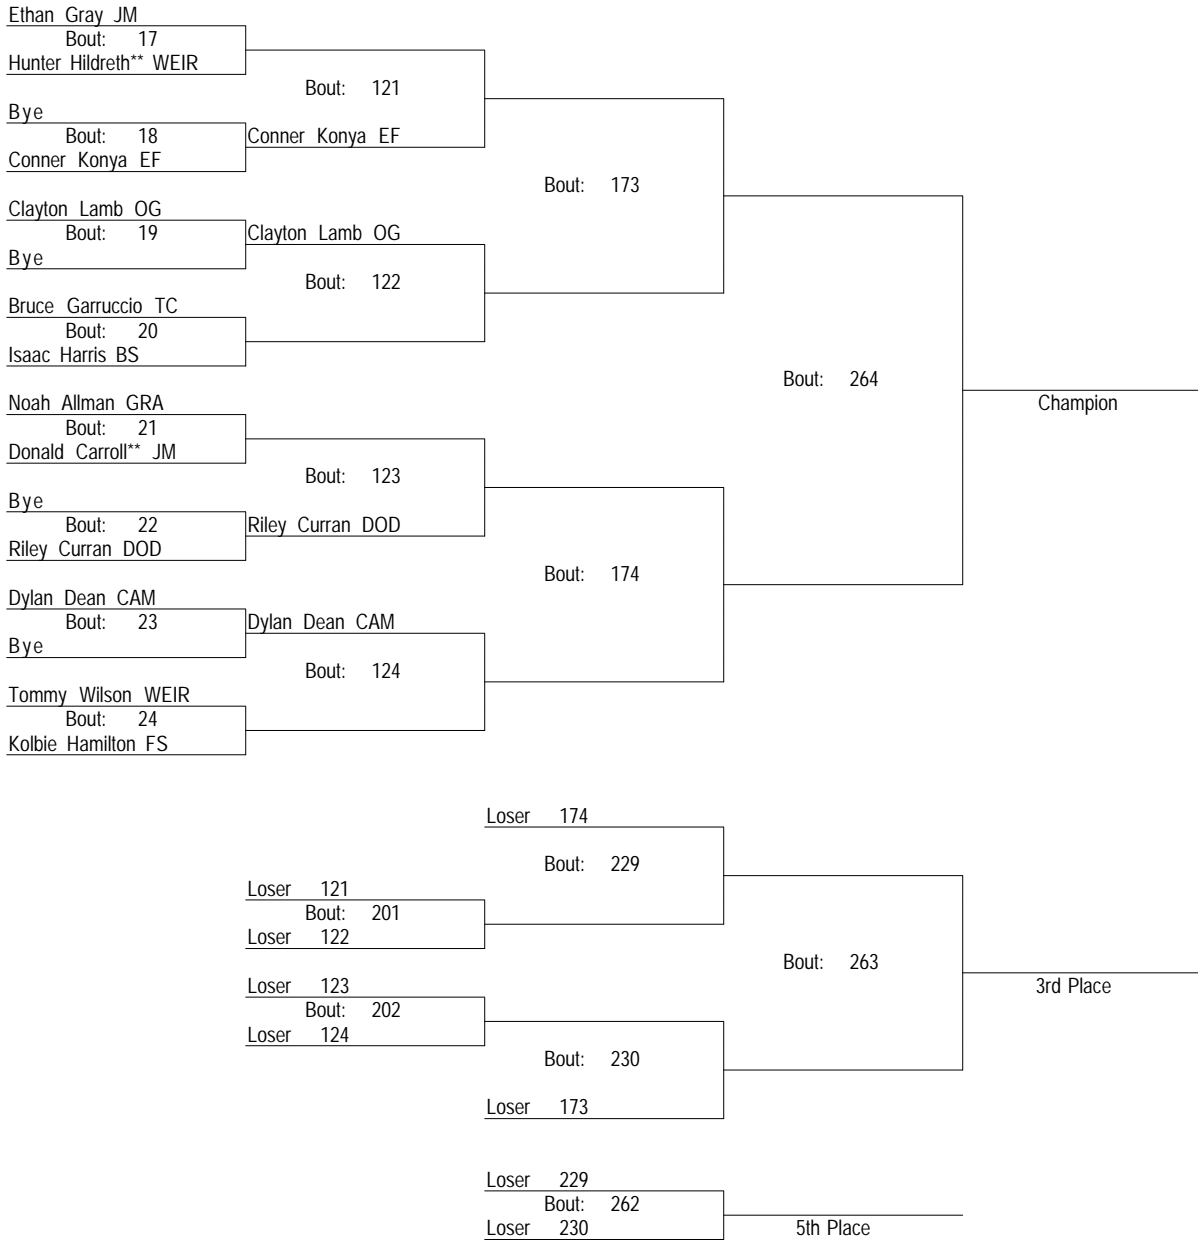 Ethan Gray JM
Bout: 17
Hunter Hildreth** WEIR
Bout: 121
Bye
Bout: 18
Conner Konya EF
Conner Konya EF
Bout: 173
Clayton Lamb OG
Bout: 19
Clayton Lamb OG
Bye
Bout: 122
Bruce Garruccio TC
Bout: 20
Isaac Harris BS
Bout: 264
Champion
Noah Allman GRA
Bout: 21
Donald Carroll** JM
Bout: 123
Bye
Bout: 22
Riley Curran DOD
Riley Curran DOD
Bout: 174
Dylan Dean CAM
Bout: 23
Dylan Dean CAM
Bye
Bout: 124
Tommy Wilson WEIR
Bout: 24
Kolbie Hamilton FS
Loser 174
Bout: 229
Loser 121
Bout: 201
Loser 122
Bout: 263
3rd Place
Loser 123
Bout: 202
Loser 124
Bout: 230
Loser 173
Loser 229
Bout: 262
Loser 230
5th Place